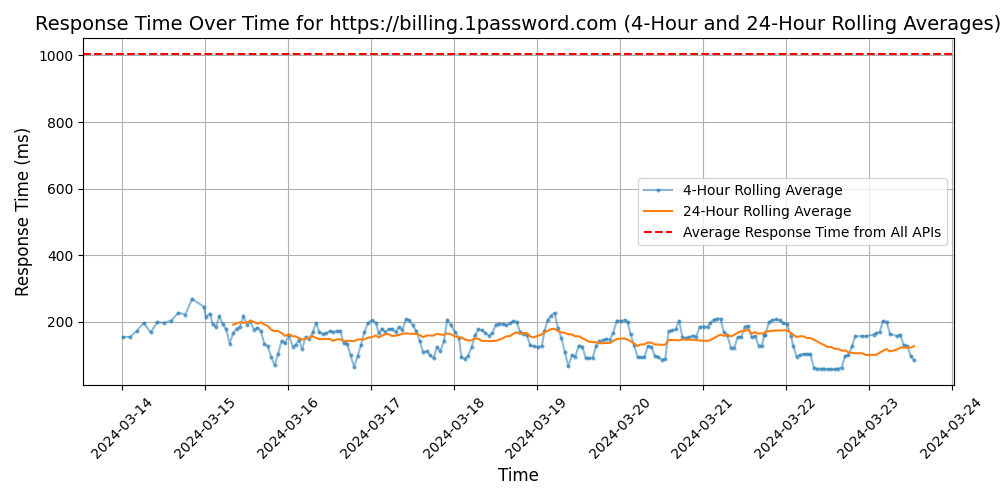 Response Time Over Time for https://billing.1password.com (4-Hour and 24-Hour Rolling Averages)
Response Time (ms)
1000
800
600
400
200
4-Hour Rolling Average
24-Hour Rolling Average
Average Response Time from All APIs
2024-03-14
2024-03-15
2024-03-16
2024-03-17
2024-03-18
2024-03-19
2024-03-20
2024-03-21
2024-03-22
2024-03-23
2024-03-24
Time